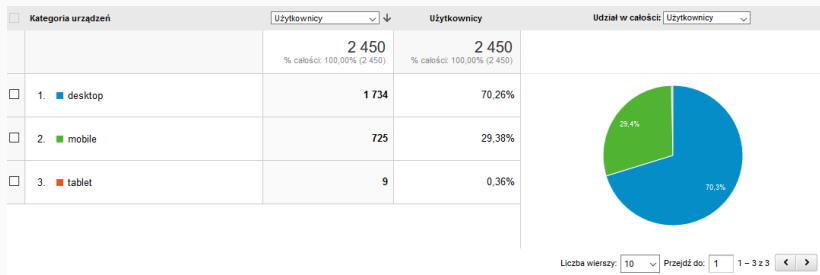 Kategoria urządzeń Użytkownicy Użytkownicy Udział w całości: Użytkownicy
2 450 2 450
% całości: 100,00% (2 450) % całości: 100,00% (2 450)
1. desktop 1 734 70,26%
2. mobile 725 29,38%
3. tablet 9 0,36%
29,4%
70,3%
Liczba wierszy: 10 Przejdź do: 1 1 – 3 z 3